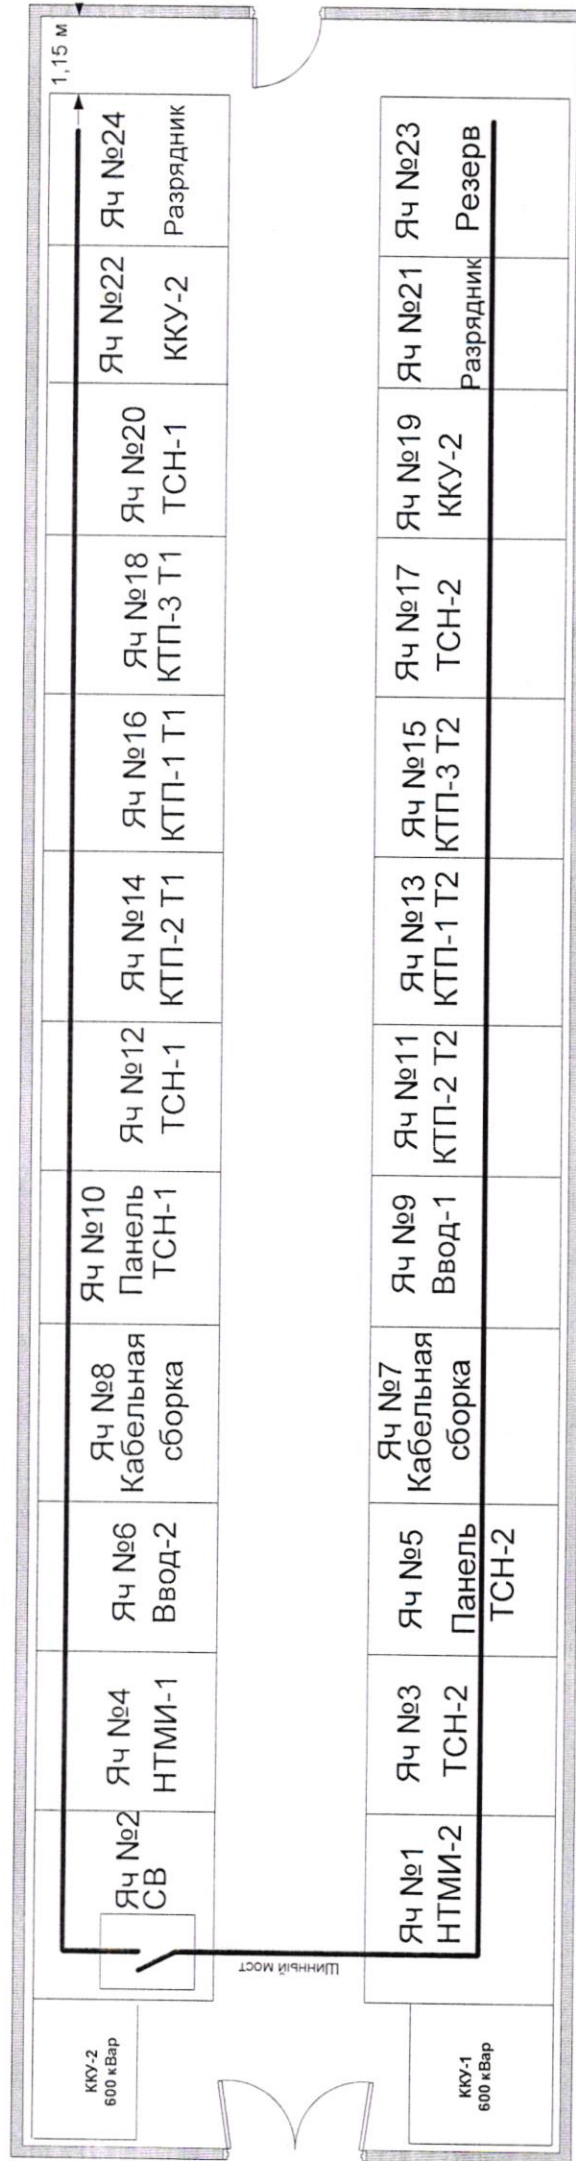 1,15 м
Яч №24
Разрядник
Яч №22
ККУ-2
Яч №20
ТСН-1
Яч №18
КТП-3 Т1
Яч №16
КТП-1 Т1
Яч №14
КТП-2 Т1
Яч №12
ТСН-1
Яч №10
Панель
ТСН-1
Яч №8
Кабельная
сборка
Яч №6
Ввод-2
Яч №4
НТМИ-1
Яч №2
СВ
ККУ-2
600 кВар
Шинный мост
Яч №23
Резерв
Яч №21
Разрядник
Яч №19
ККУ-2
Яч №17
ТСН-2
Яч №15
КТП-3 Т2
Яч №13
КТП-1 Т2
Яч №11
КТП-2 Т2
Яч №9
Ввод-1
Яч №7
Кабельная
сборка
Яч №5
Панель
ТСН-2
Яч №3
ТСН-2
Яч №1
НТМИ-2
ККУ-1
600 кВар